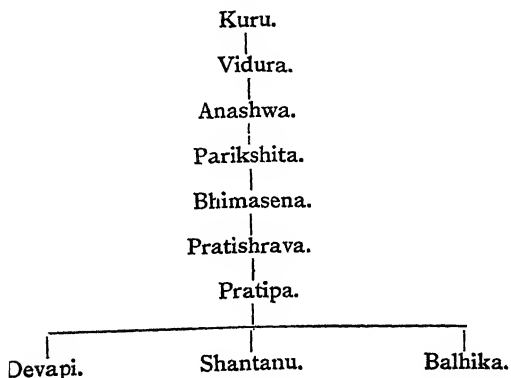 Kuru.
Vidura.
Anashwa.
Parikshita.
Bhimasena.
Pratishrava.
Pratipa.
Devapi. Shantanu. Balhika.